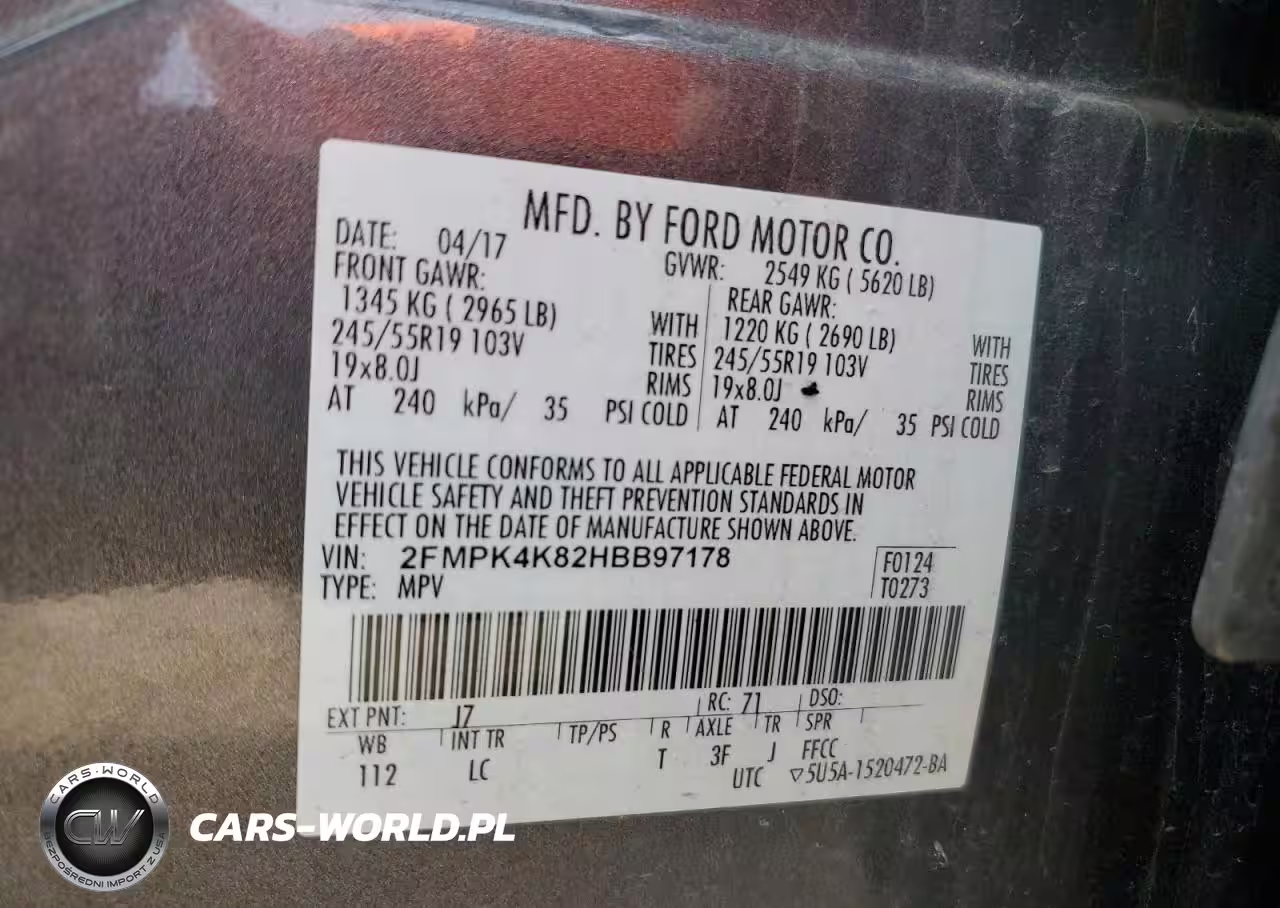 MFD. BY FORD MOTOR CO.
DATE: 04/17
GVWR: 2549 KG ( 5620 LB)
FRONT GAWR:
1345 KG ( 2965 LB) WITH
245/55R19 103V TIRES
19x8.0J RIMS
AT 240 kPa/ 35 PSI COLD
REAR GAWR:
1220 KG ( 2690 LB) WITH
245/55R19 103V TIRES
19x8.0J RIMS
AT 240 kPa/ 35 PSI COLD
THIS VEHICLE CONFORMS TO ALL APPLICABLE FEDERAL MOTOR
VEHICLE SAFETY AND THEFT PREVENTION STANDARDS IN
EFFECT ON THE DATE OF MANUFACTURE SHOWN ABOVE.
VIN: 2FMPK4K82HBB97178
TYPE: MPV
F0124
T0273
EXT PNT: J7 RC: 71 DSO:
WB INT TR TP/PS R AXLE TR SPR
112 LC T 3F J FFCC
UTC ▽5U5A-1520472-BA
CARS-WORLD
CW
BEZPOŚREDNI IMPORT Z USA
CARS-WORLD.PL